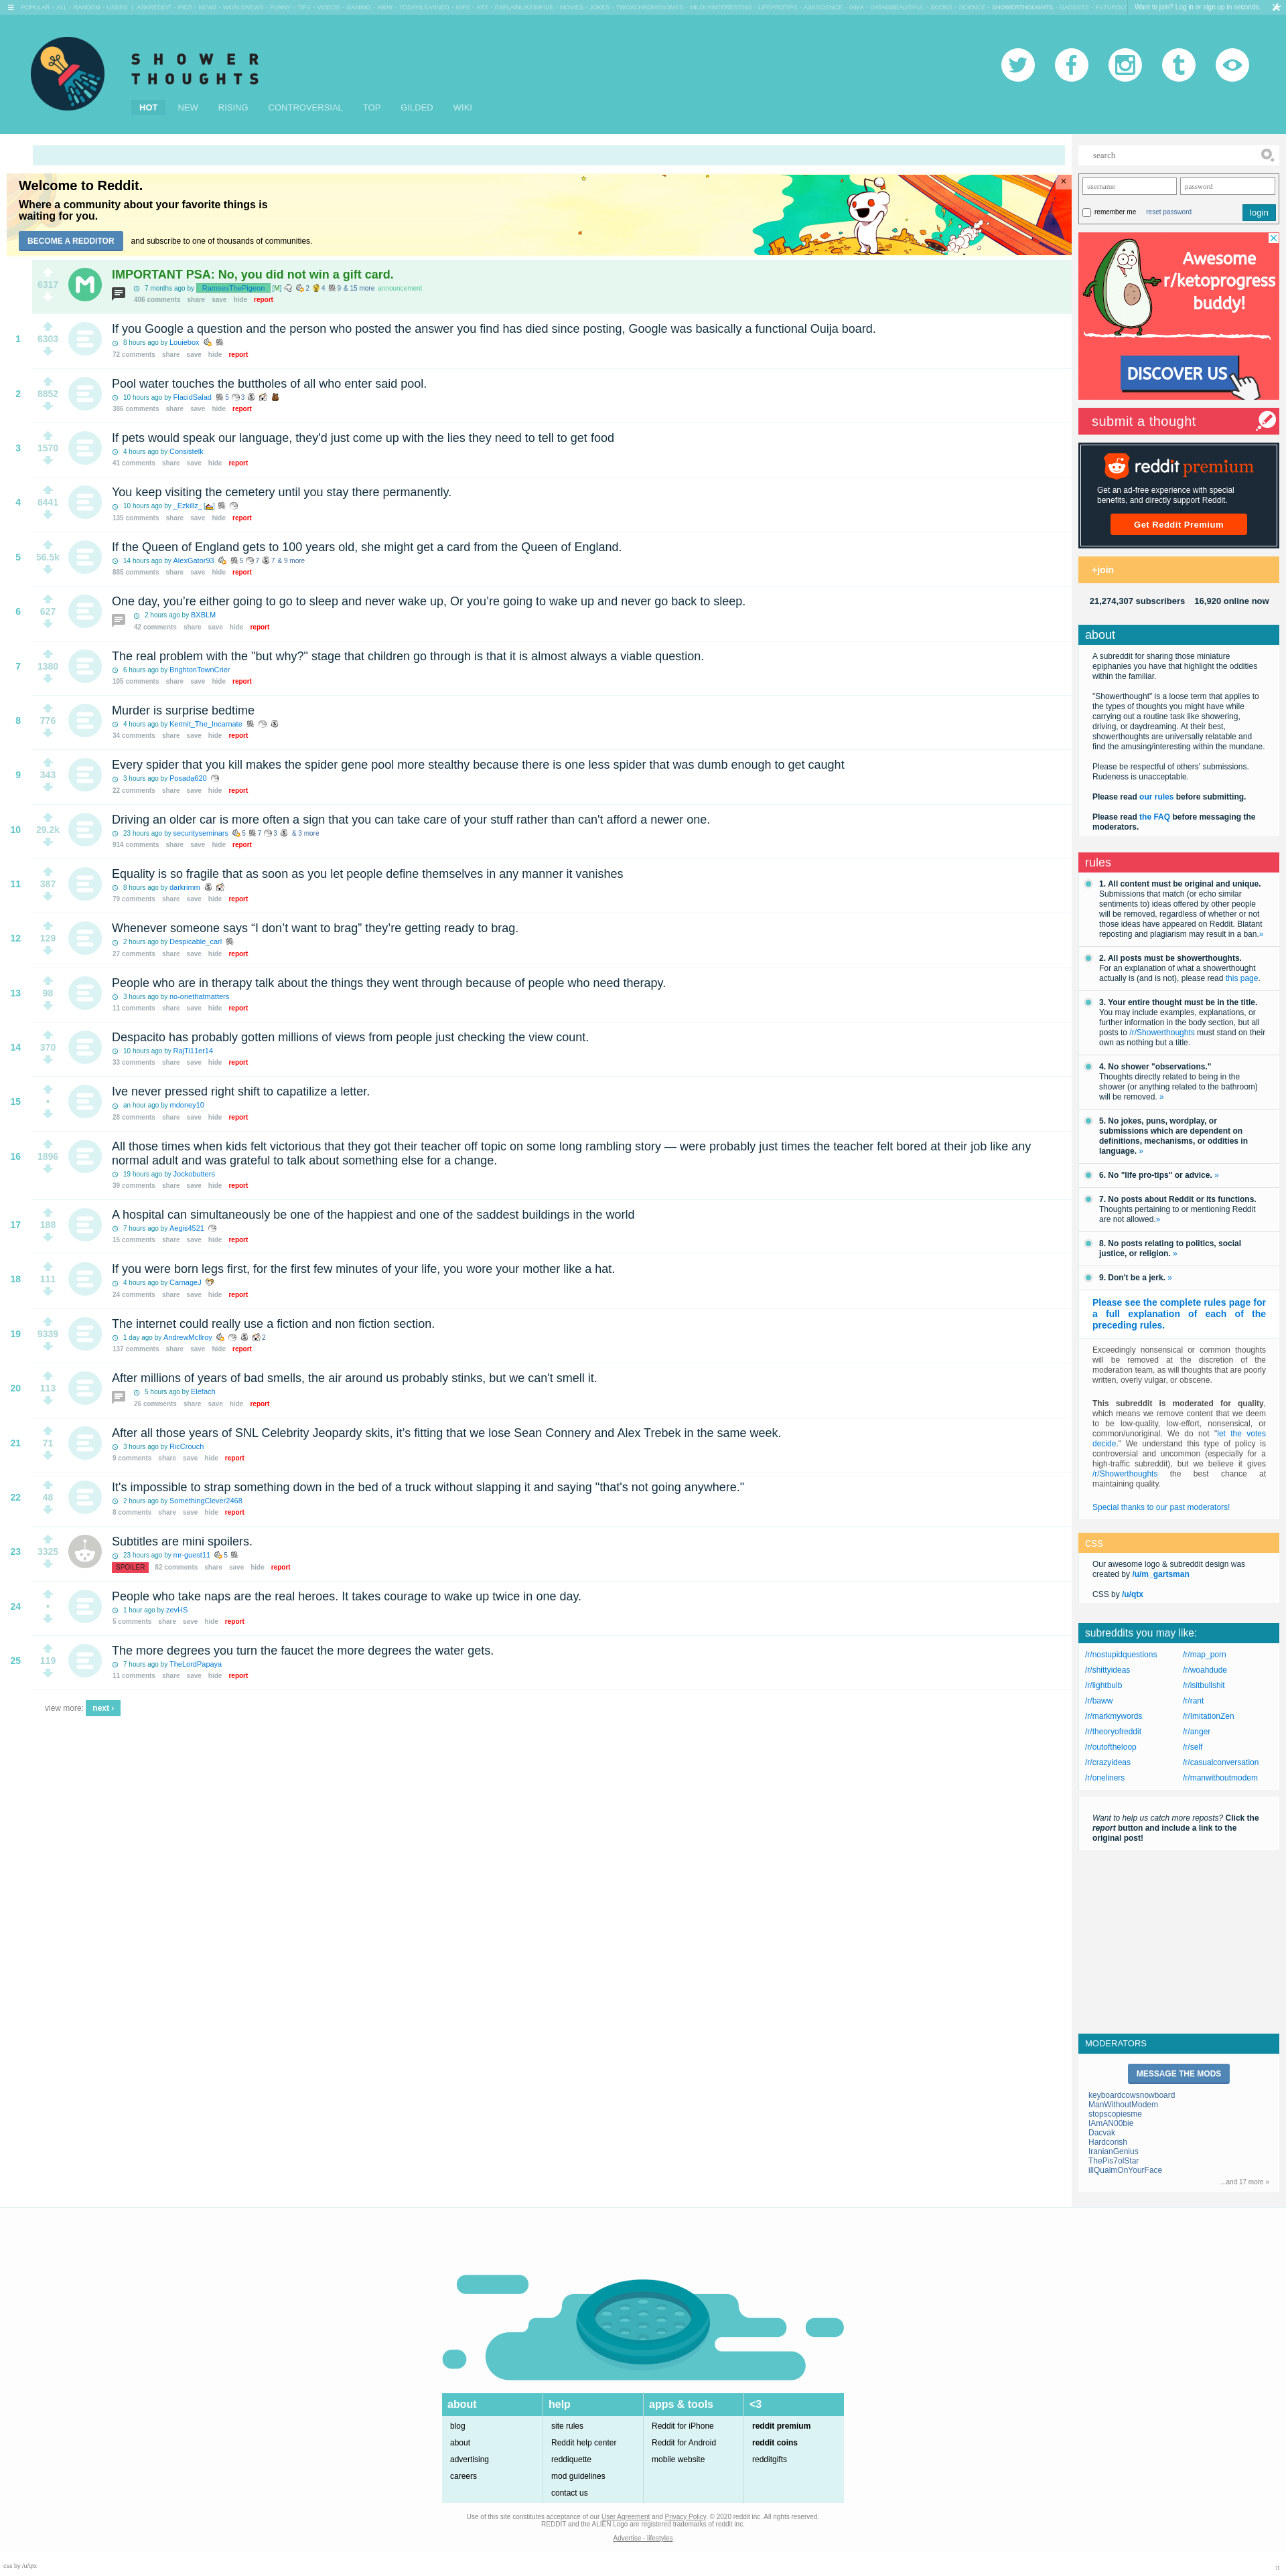 POPULAR - ALL - RANDOM - USERS | ASKREDDIT - PICS - NEWS - WORLDNEWS - FUNNY - TIFU - VIDEOS - GAMING - AWW - TODAYILEARNED - GIFS - ART - EXPLAINLIKEIMFIVE - MOVIES - JOKES - TWOXCHROMOSOMES - MILDLYINTERESTING - LIFEPROTIPS - ASKSCIENCE - IAMA - DATAISBEAUTIFUL - BOOKS - SCIENCE - SHOWERTHOUGHTS - GADGETS - FUTUROLO
Want to join? Log in or sign up in seconds.
SHOWER
THOUGHTS
HOT NEW RISING CONTROVERSIAL TOP GILDED WIKI
Welcome to Reddit.
Where a community about your favorite things is
waiting for you.
BECOME A REDDITOR and subscribe to one of thousands of communities.
6317
IMPORTANT PSA: No, you did not win a gift card.
7 months ago by RamsesThePigeon [M] 2 4 9 & 15 more announcement
406 comments share save hide report
1 6303 If you Google a question and the person who posted the answer you find has died since posting, Google was basically a functional Ouija board.
8 hours ago by Louiebox
72 comments share save hide report
2 8852 Pool water touches the buttholes of all who enter said pool.
10 hours ago by FlacidSalad 5 3
386 comments share save hide report
3 1570 If pets would speak our language, they'd just come up with the lies they need to tell to get food
4 hours ago by Consistelk
41 comments share save hide report
4 8441 You keep visiting the cemetery until you stay there permanently.
10 hours ago by _Ezkillz_
135 comments share save hide report
5 56.5k If the Queen of England gets to 100 years old, she might get a card from the Queen of England.
14 hours ago by AlexGator93 5 7 7 & 9 more
885 comments share save hide report
6 627 One day, you're either going to go to sleep and never wake up, Or you're going to wake up and never go back to sleep.
2 hours ago by BXBLM
42 comments share save hide report
7 1380 The real problem with the "but why?" stage that children go through is that it is almost always a viable question.
6 hours ago by BrightonTownCrier
105 comments share save hide report
8 776 Murder is surprise bedtime
4 hours ago by Kermit_The_Incarnate
34 comments share save hide report
9 343 Every spider that you kill makes the spider gene pool more stealthy because there is one less spider that was dumb enough to get caught
3 hours ago by Posada620
22 comments share save hide report
10 29.2k Driving an older car is more often a sign that you can take care of your stuff rather than can't afford a newer one.
23 hours ago by securityseminars 5 7 3 & 3 more
914 comments share save hide report
11 387 Equality is so fragile that as soon as you let people define themselves in any manner it vanishes
8 hours ago by darkrimm
79 comments share save hide report
12 129 Whenever someone says “I don’t want to brag” they’re getting ready to brag.
2 hours ago by Despicable_carl
27 comments share save hide report
13 98 People who are in therapy talk about the things they went through because of people who need therapy.
3 hours ago by no-onethatmatters
11 comments share save hide report
14 370 Despacito has probably gotten millions of views from people just checking the view count.
10 hours ago by RajTi11er14
33 comments share save hide report
15 • Ive never pressed right shift to capatilize a letter.
an hour ago by mdoney10
28 comments share save hide report
16 1896 All those times when kids felt victorious that they got their teacher off topic on some long rambling story — were probably just times the teacher felt bored at their job like any
normal adult and was grateful to talk about something else for a change.
19 hours ago by Jockobutters
39 comments share save hide report
17 188 A hospital can simultaneously be one of the happiest and one of the saddest buildings in the world
7 hours ago by Aegis4521
15 comments share save hide report
18 111 If you were born legs first, for the first few minutes of your life, you wore your mother like a hat.
4 hours ago by CarnageJ
24 comments share save hide report
19 9339 The internet could really use a fiction and non fiction section.
1 day ago by AndrewMcIlroy 2
137 comments share save hide report
20 113 After millions of years of bad smells, the air around us probably stinks, but we can't smell it.
5 hours ago by Elefach
26 comments share save hide report
21 71 After all those years of SNL Celebrity Jeopardy skits, it’s fitting that we lose Sean Connery and Alex Trebek in the same week.
3 hours ago by RicCrouch
9 comments share save hide report
22 48 It's impossible to strap something down in the bed of a truck without slapping it and saying "that's not going anywhere."
2 hours ago by SomethingClever2468
8 comments share save hide report
23 3325 Subtitles are mini spoilers.
23 hours ago by mr-guest11 5
SPOILER 82 comments share save hide report
24 • People who take naps are the real heroes. It takes courage to wake up twice in one day.
1 hour ago by zevHS
5 comments share save hide report
25 119 The more degrees you turn the faucet the more degrees the water gets.
7 hours ago by TheLordPapaya
11 comments share save hide report
view more: next ›
search
username password
remember me reset password login
Awesome
r/ketoprogress
buddy!
DISCOVER US
submit a thought
reddit premium
Get an ad-free experience with special
benefits, and directly support Reddit.
Get Reddit Premium
+join
21,274,307 subscribers 16,920 online now
about
A subreddit for sharing those miniature
epiphanies you have that highlight the oddities
within the familiar.
"Showerthought" is a loose term that applies to
the types of thoughts you might have while
carrying out a routine task like showering,
driving, or daydreaming. At their best,
showerthoughts are universally relatable and
find the amusing/interesting within the mundane.
Please be respectful of others' submissions.
Rudeness is unacceptable.
Please read our rules before submitting.
Please read the FAQ before messaging the
moderators.
rules
1. All content must be original and unique.
Submissions that match (or echo similar
sentiments to) ideas offered by other people
will be removed, regardless of whether or not
those ideas have appeared on Reddit. Blatant
reposting and plagiarism may result in a ban.»
2. All posts must be showerthoughts.
For an explanation of what a showerthought
actually is (and is not), please read this page.
3. Your entire thought must be in the title.
You may include examples, explanations, or
further information in the body section, but all
posts to /r/Showerthoughts must stand on their
own as nothing but a title.
4. No shower "observations."
Thoughts directly related to being in the
shower (or anything related to the bathroom)
will be removed. »
5. No jokes, puns, wordplay, or
submissions which are dependent on
definitions, mechanisms, or oddities in
language. »
6. No "life pro-tips" or advice. »
7. No posts about Reddit or its functions.
Thoughts pertaining to or mentioning Reddit
are not allowed.»
8. No posts relating to politics, social
justice, or religion. »
9. Don't be a jerk. »
Please see the complete rules page for
a full explanation of each of the
preceding rules.
Exceedingly nonsensical or common thoughts
will be removed at the discretion of the
moderation team, as will thoughts that are poorly
written, overly vulgar, or obscene.
This subreddit is moderated for quality,
which means we remove content that we deem
to be low-quality, low-effort, nonsensical, or
common/unoriginal. We do not "let the votes
decide." We understand this type of policy is
controversial and uncommon (especially for a
high-traffic subreddit), but we believe it gives
/r/Showerthoughts the best chance at
maintaining quality.
Special thanks to our past moderators!
css
Our awesome logo & subreddit design was
created by /u/m_gartsman
CSS by /u/qtx
subreddits you may like:
/r/nostupidquestions /r/map_porn
/r/shittyideas /r/woahdude
/r/lightbulb /r/isitbullshit
/r/baww /r/rant
/r/markmywords /r/ImitationZen
/r/theoryofreddit /r/anger
/r/outoftheloop /r/self
/r/crazyideas /r/casualconversation
/r/oneliners /r/manwithoutmodem
Want to help us catch more reposts? Click the
report button and include a link to the
original post!
MODERATORS
MESSAGE THE MODS
keyboardcowsnowboard
ManWithoutModem
stopscopiesme
IAmAN00bie
Dacvak
Hardcorish
IranianGenius
ThePis7olStar
illQualmOnYourFace
...and 17 more »
about help apps & tools <3
blog site rules Reddit for iPhone reddit premium
about Reddit help center Reddit for Android reddit coins
advertising reddiquette mobile website redditgifts
careers mod guidelines
contact us
Use of this site constitutes acceptance of our User Agreement and Privacy Policy. © 2020 reddit inc. All rights reserved.
REDDIT and the ALIEN Logo are registered trademarks of reddit inc.
Advertise - lifestyles
css by /u/qtx
π